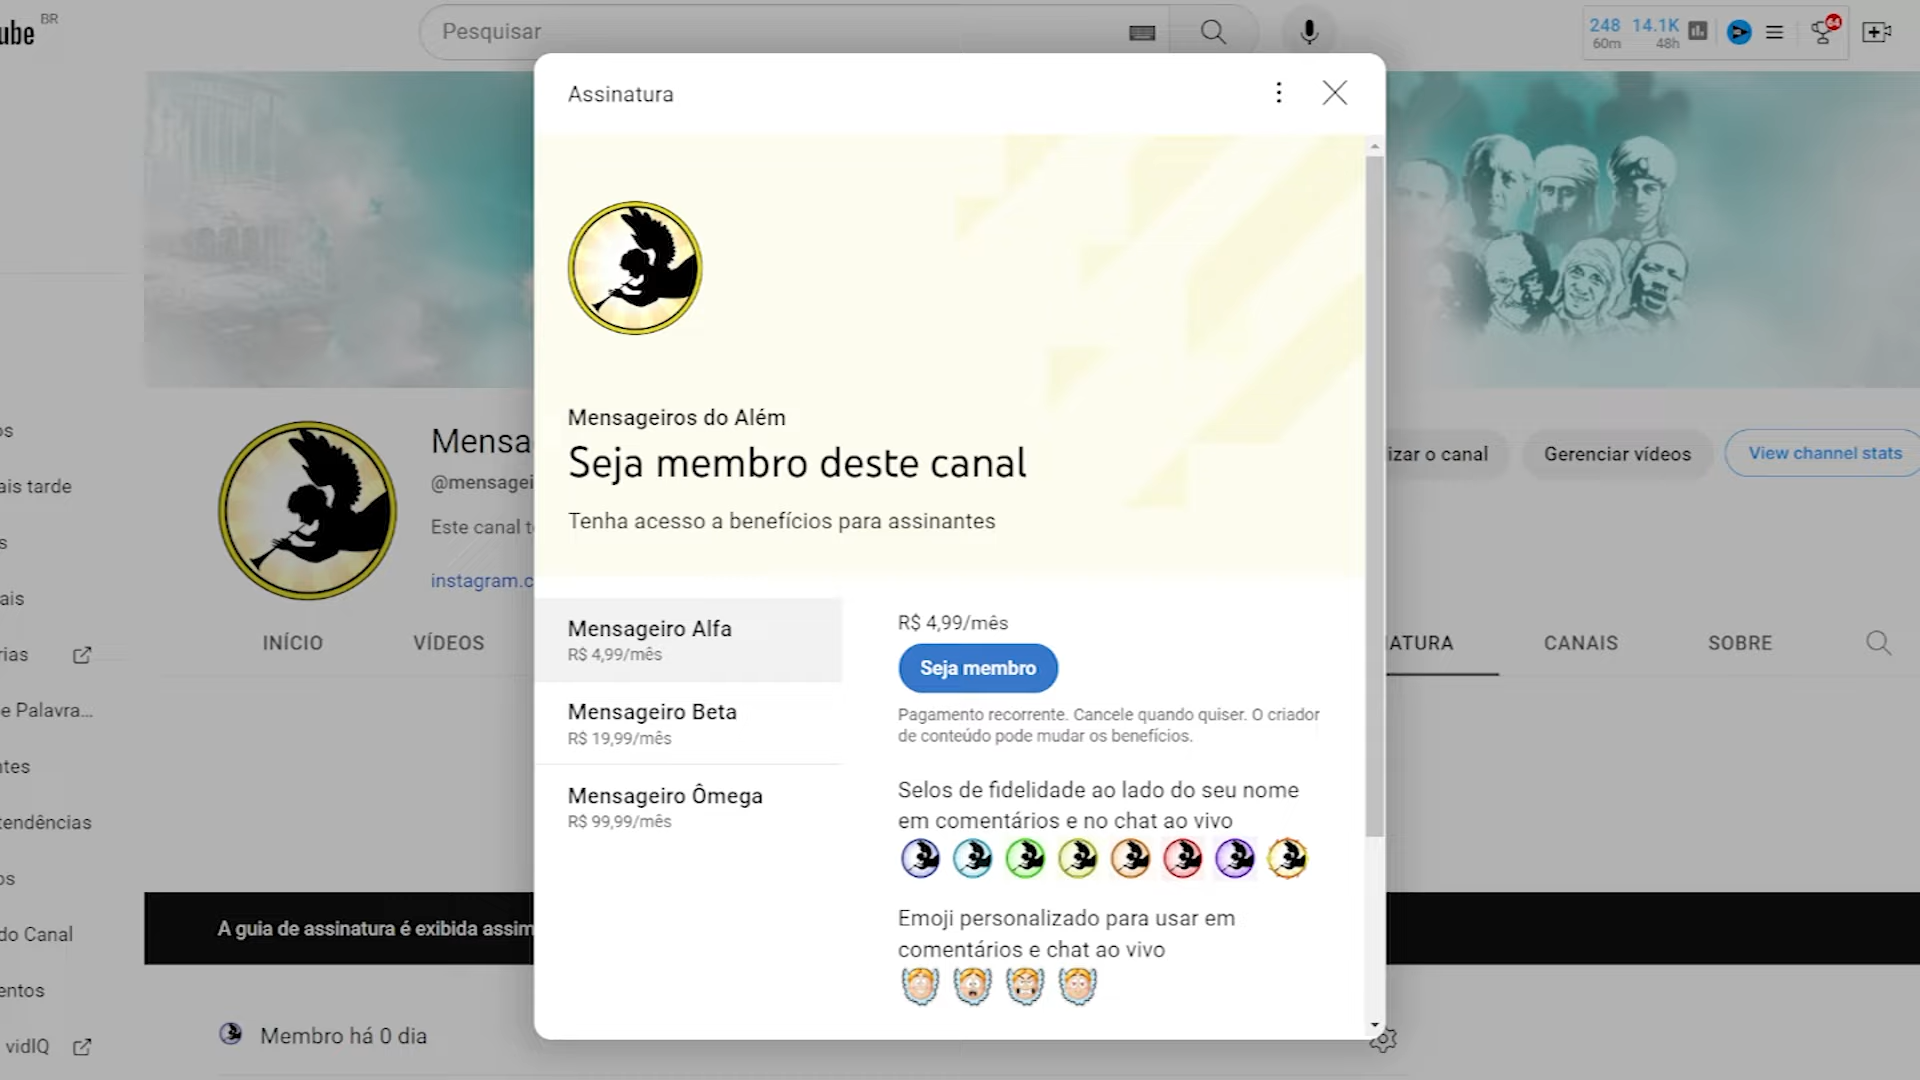 ube BR
Pesquisar
248 14.1K
60m 48h
64
Assinatura
Mensageiros do Além
Seja membro deste canal
Tenha acesso a benefícios para assinantes
Mensageiro Alfa
R$ 4,99/mês
Mensageiro Beta
R$ 19,99/mês
Mensageiro Ômega
R$ 99,99/mês
R$ 4,99/mês
Seja membro
Pagamento recorrente. Cancele quando quiser. O criador
de conteúdo pode mudar os benefícios.
Selos de fidelidade ao lado do seu nome
em comentários e no chat ao vivo
Emoji personalizado para usar em
comentários e chat ao vivo
Mensa
@mensagei
Este canal t
instagram.c
izar o canal
Gerenciar vídeos
View channel stats
INÍCIO VÍDEOS NATURA CANAIS SOBRE
os
ais tarde
s
ais
rias
e Palavra...
ntes
tendências
os
do Canal
entos
vidIQ
A guia de assinatura é exibida assim
Membro há 0 dia